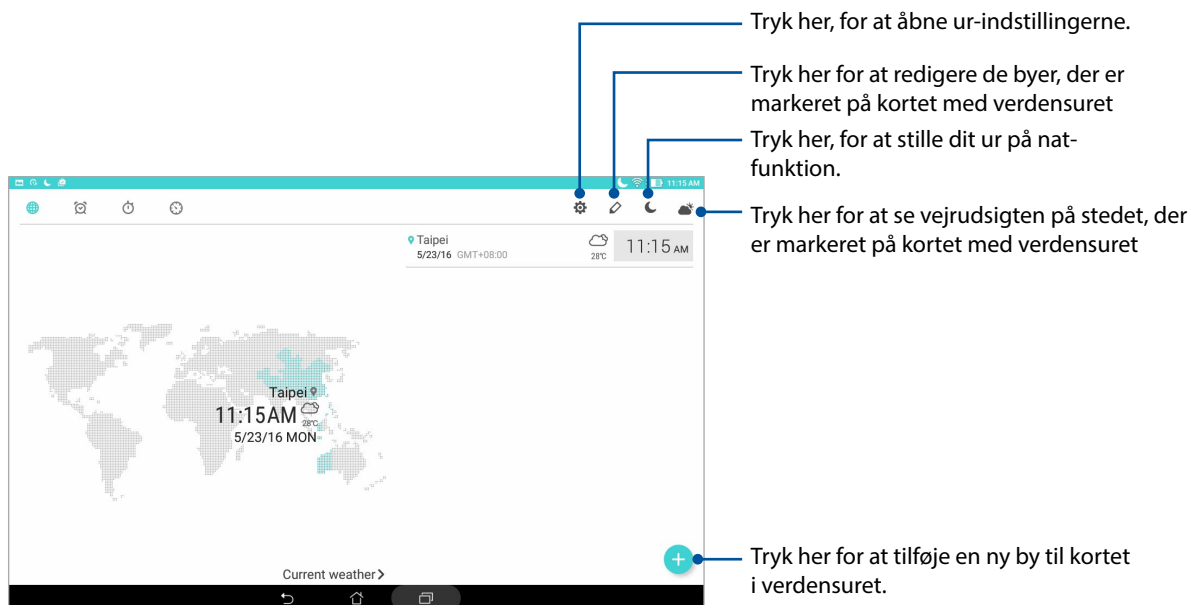 Tryk her, for at åbne ur-indstillingerne.
Tryk her for at redigere de byer, der er
markeret på kortet med verdensuret
Tryk her, for at stille dit ur på nat-
funktion.
11:15 AM
Tryk her for at se vejrudsigten på stedet, der
er markeret på kortet med verdensuret
Taipei
5/23/16 GMT+08:00
28°C
11:15 AM
Taipei
11:15AM
28°C
5/23/16 MON
Tryk her for at tilføje en ny by til kortet
i verdensuret.
Current weather